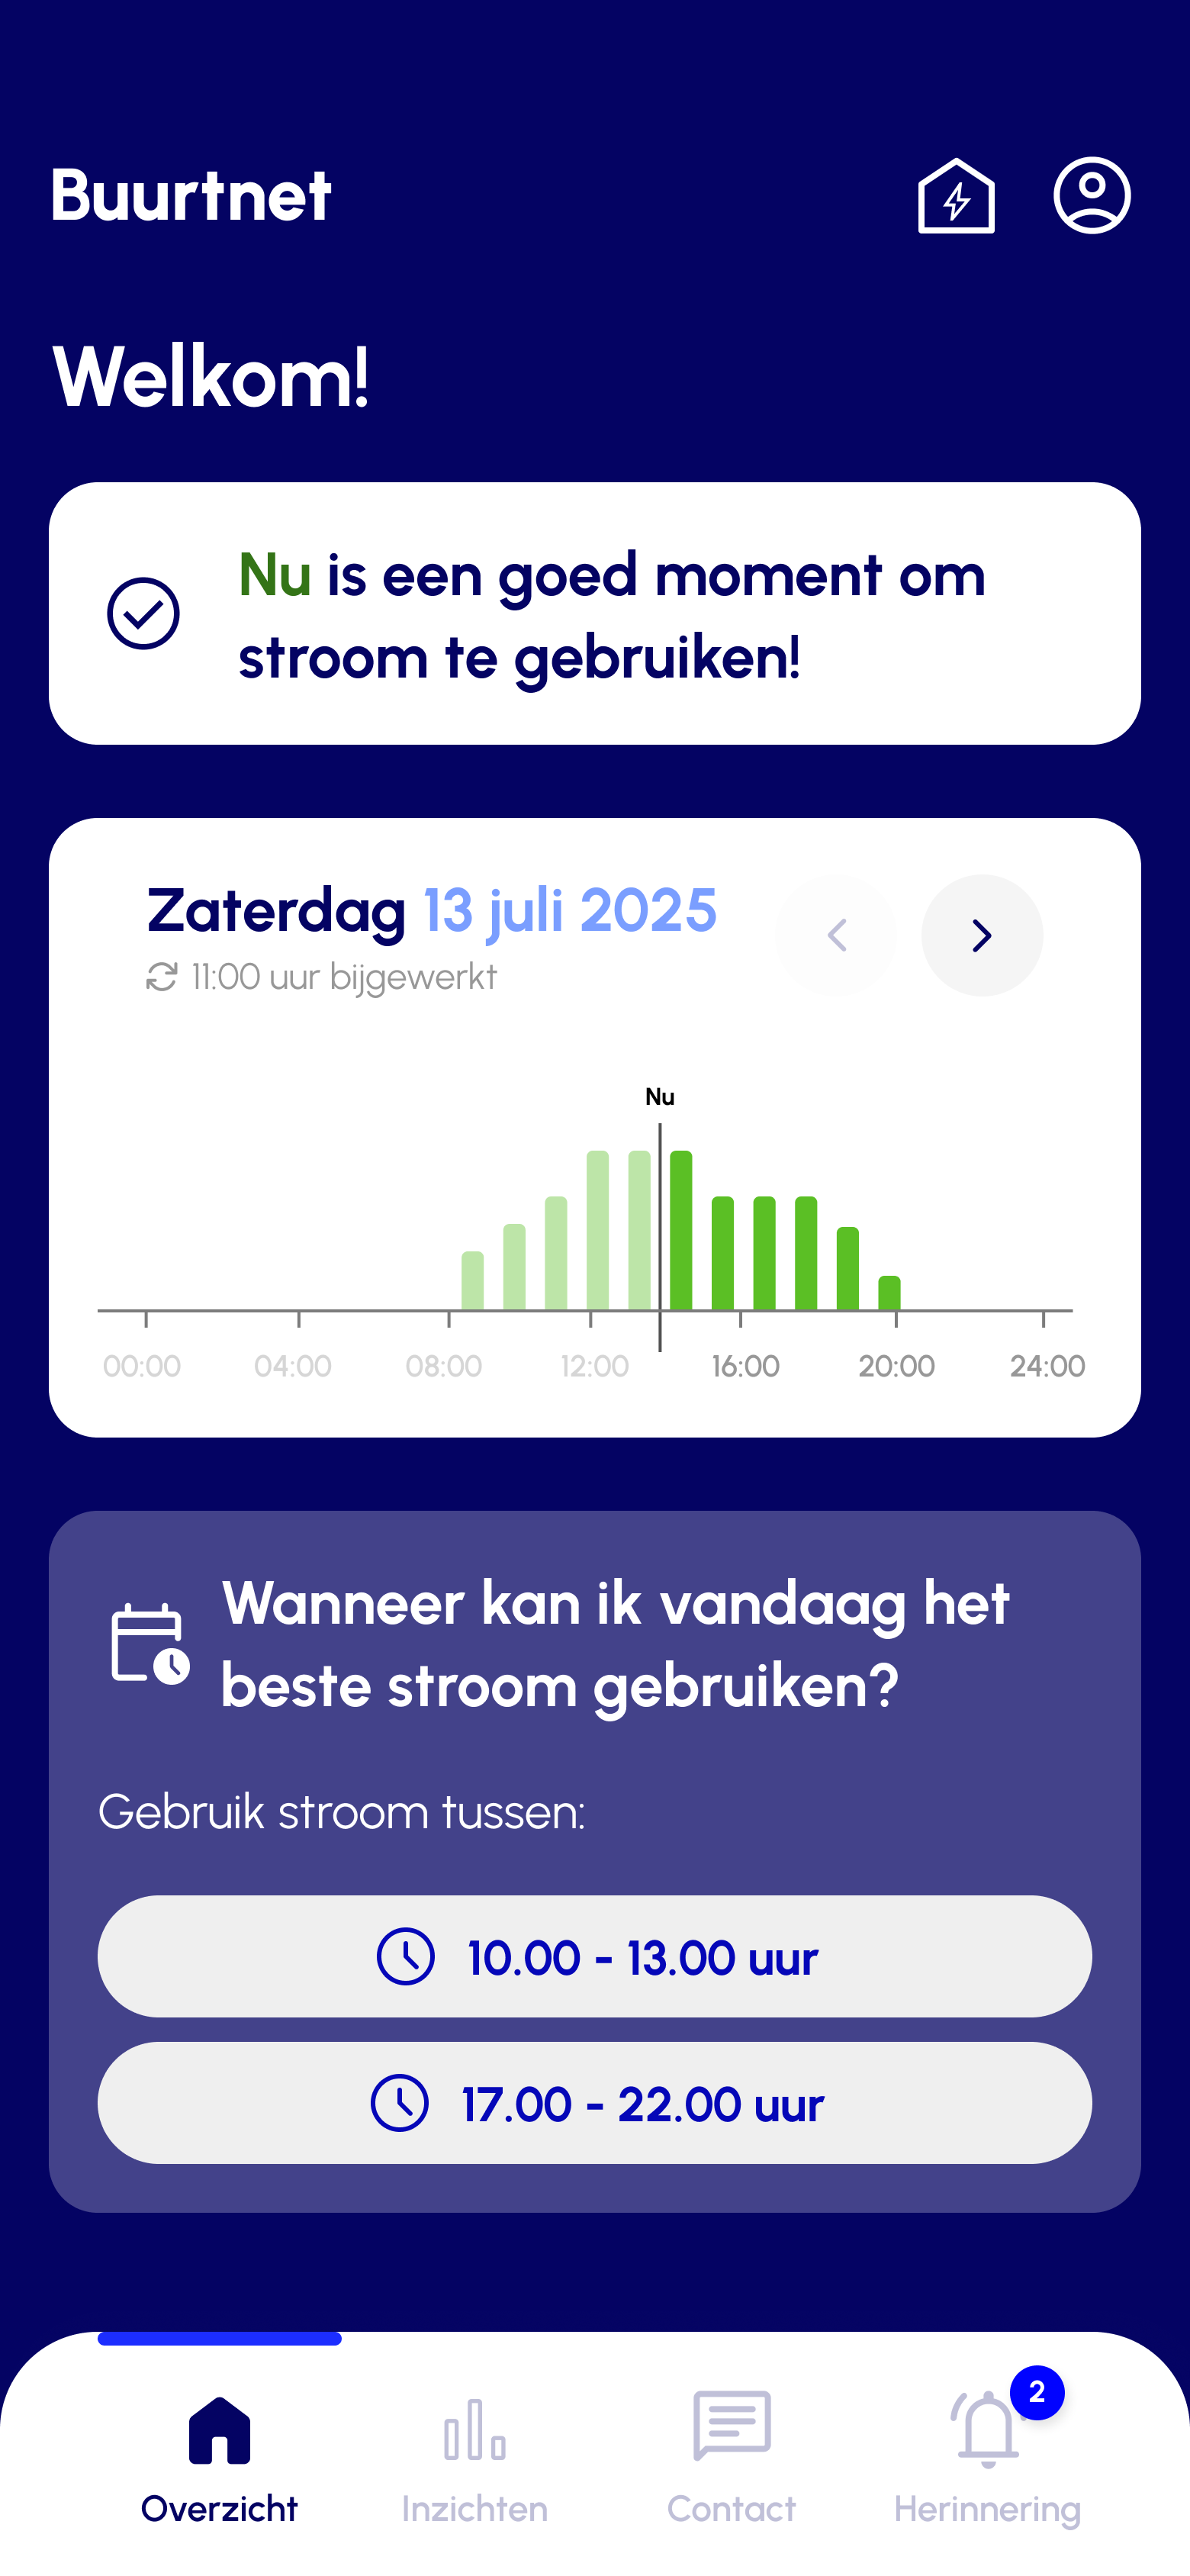 Buurtnet
Welkom!
Nu is een goed moment om
stroom te gebruiken!
Zaterdag 13 juli 2025
11:00 uur bijgewerkt
Nu
00:00 04:00 08:00 12:00 16:00 20:00 24:00
Wanneer kan ik vandaag het
beste stroom gebruiken?
Gebruik stroom tussen:
10.00 - 13.00 uur
17.00 - 22.00 uur
2
Overzicht Inzichten Contact Herinnering